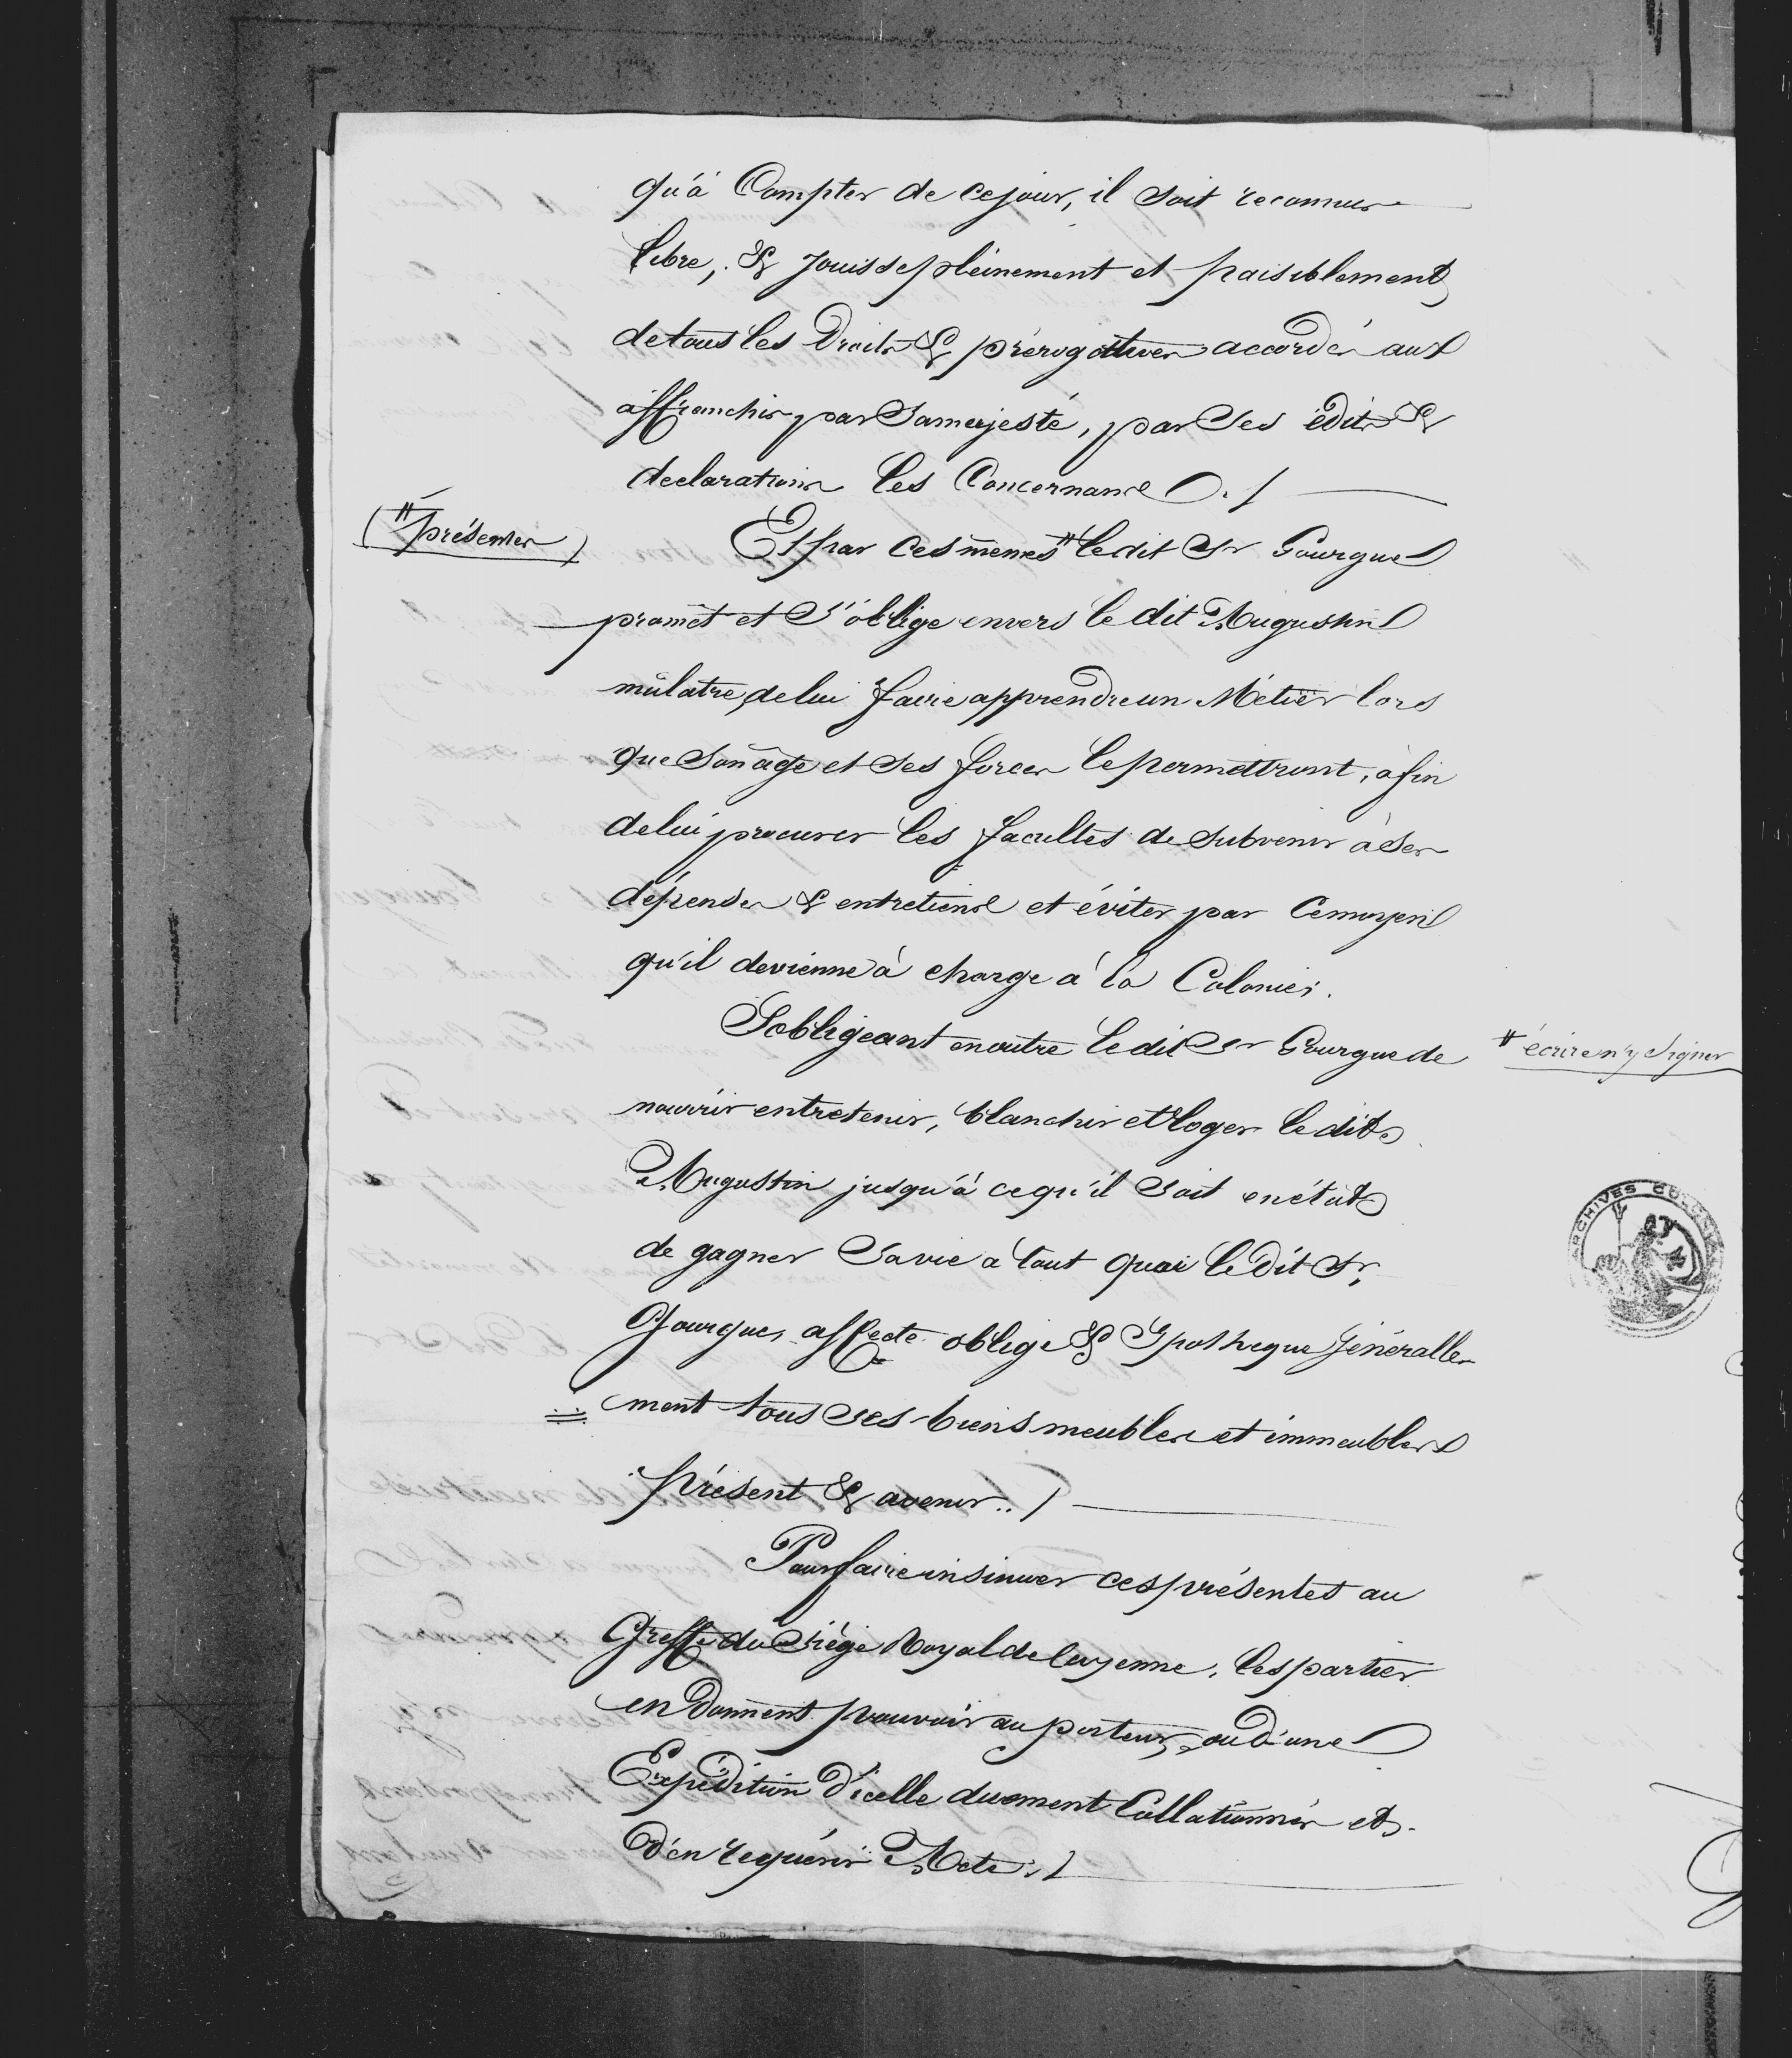 qu'à Compter de ce jour, il soit reconnu
libre, & jouisse pleinement et paisiblement
de tous les Droits & prérogatives accordés aux
affranchis par Sa majesté, par Ses édits &
declarations les Concernans ./
(# présentes)
Et par ces mêmes # le dit Sr Gourgue
promet et S'oblige envers le dit Augustin
mulatre, de lui faire apprendre un Métier lors
que Son âge et Ses forces le permettront, afin
de lui procurer les facultés de Subvenir à Ses
dépenses & entretiens et éviter par Ce moyen
qu'il devienne à charge à la Colonie.
S'obligeant en outre le dit Sr Gourgue de
# écrire n'y Signer
nourrir entretenir, blanchir et loger le dit
Augustin jusqu'à ce qu'il Soit en état
de gagner Sa vie a tout quoi le Dit Sr,
Gourgue, affecte oblige & Ypotheque Généralle
ment tous Ses biens meubles et immeubles
présent & avenir ../
Pour faire insinuer ces présentes au
Greffe du Siége Royal de Cayenne, les parties
en Donnent pouvoir au porteur, ou d'une
Expédition d'icelle duement Collationnée et
d'en requérir Acte ./
ARCHIVES COLONIALES